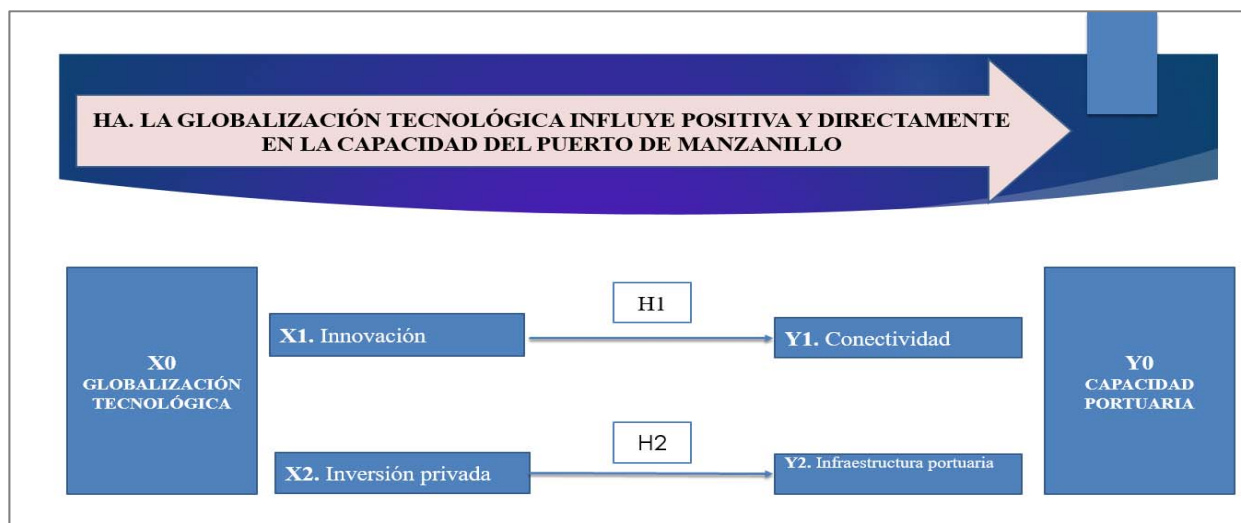 HA. LA GLOBALIZACIÓN TECNOLÓGICA INFLUYE POSITIVA Y DIRECTAMENTE
EN LA CAPACIDAD DEL PUERTO DE MANZANILLO
X0
GLOBALIZACIÓN
TECNOLÓGICA
X1. Innovación
H1
Y1. Conectividad
X2. Inversión privada
H2
Y2. Infraestructura portuaria
Y0
CAPACIDAD
PORTUARIA